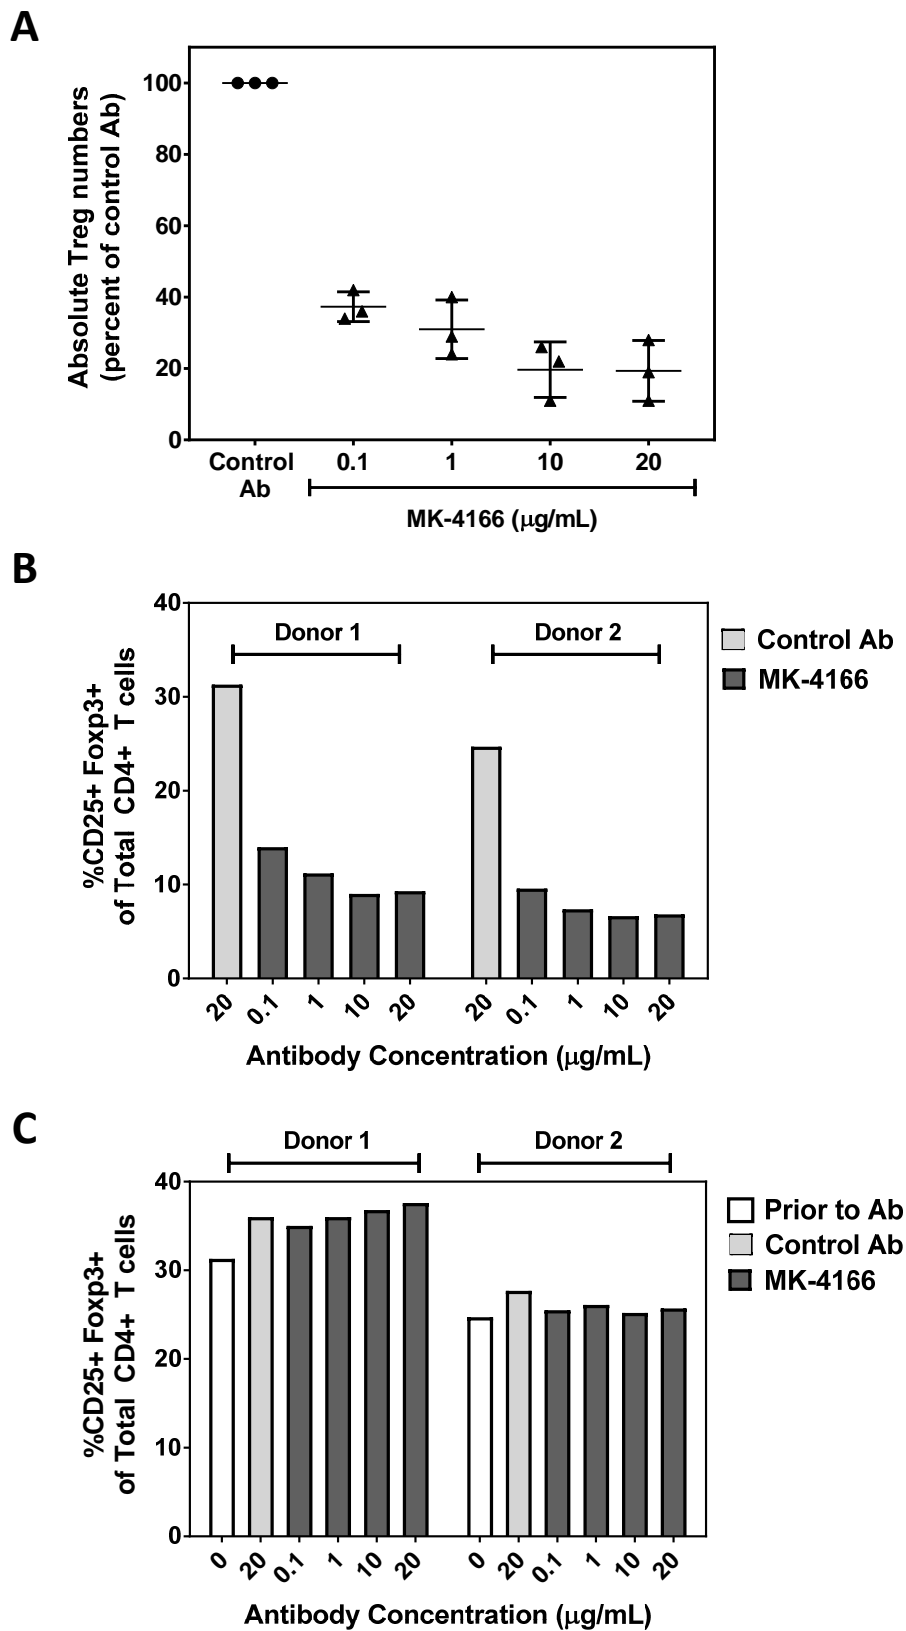 A
Absolute Treg numbers
(percent of control Ab)
100
80
60
40
20
0
Control
Ab
0.1
1
10
20
MK-4166 (μg/mL)
B
%CD25+ Foxp3+
of Total CD4+ T cells
40
30
20
10
0
Donor 1
Donor 2
Control Ab
MK-4166
20
0.1
1
10
20
20
0.1
1
10
20
Antibody Concentration (μg/mL)
C
Donor 1
Donor 2
%CD25+ Foxp3+
of Total CD4+ T cells
40
30
20
10
0
Prior to Ab
Control Ab
MK-4166
0
20
0.1
1
10
20
0
20
0.1
1
10
20
Antibody Concentration (μg/mL)